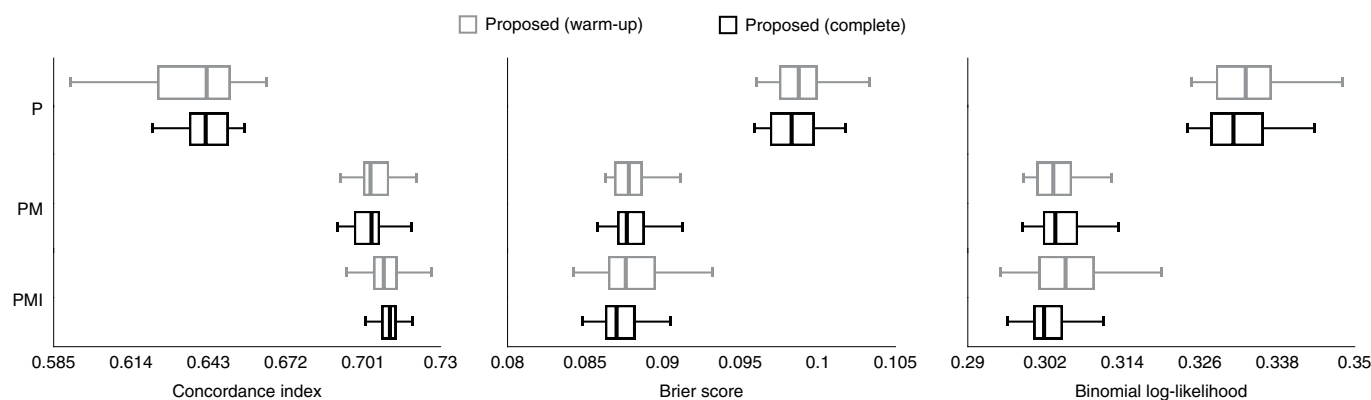 Proposed (warm-up) Proposed (complete)
P
PM
PMI
0.585 0.614 0.643 0.672 0.701 0.73
0.08 0.085 0.09 0.095 0.1 0.105
0.29 0.302 0.314 0.326 0.338 0.35
Concordance index Brier score Binomial log-likelihood